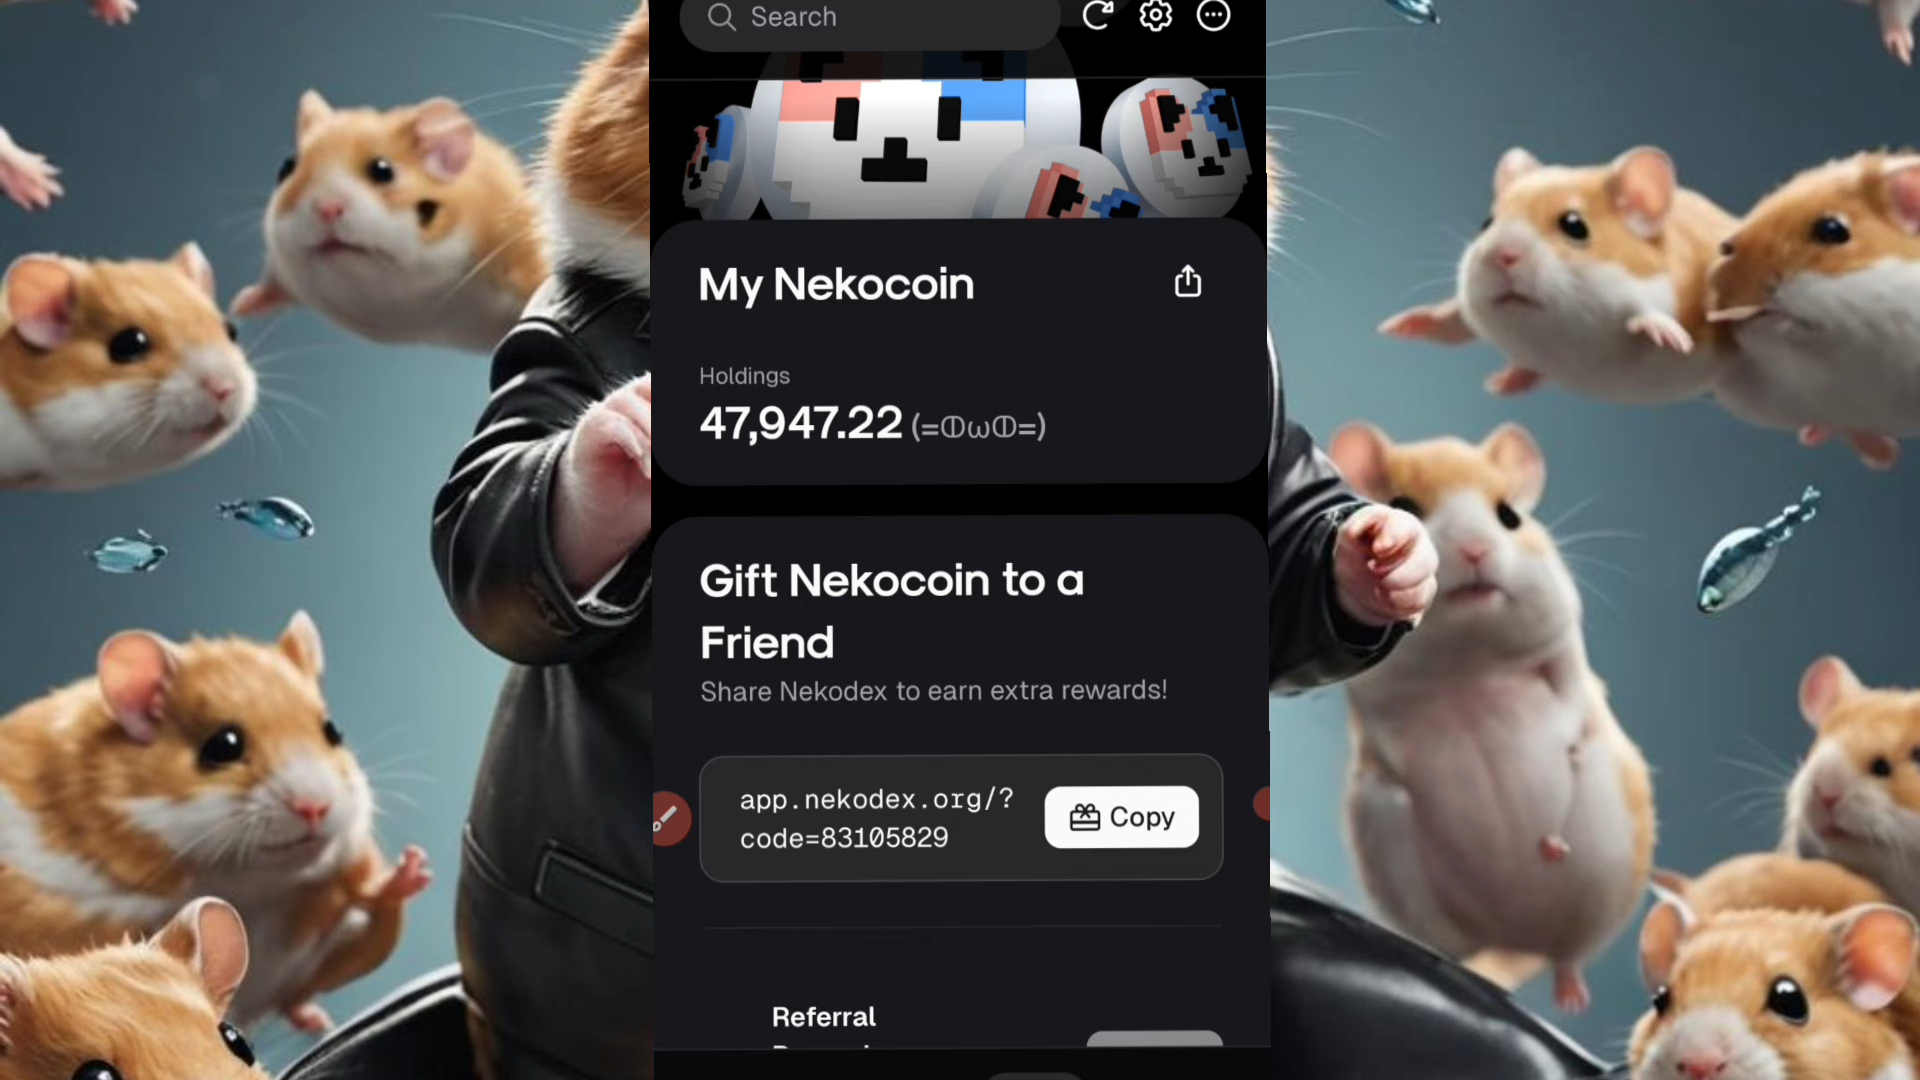 Search
My Nekocoin
Holdings
47,947.22 (=ↀωↀ=)
Gift Nekocoin to a
Friend
Share Nekodex to earn extra rewards!
app.nekodex.org/?
code=83105829
Copy
Referral